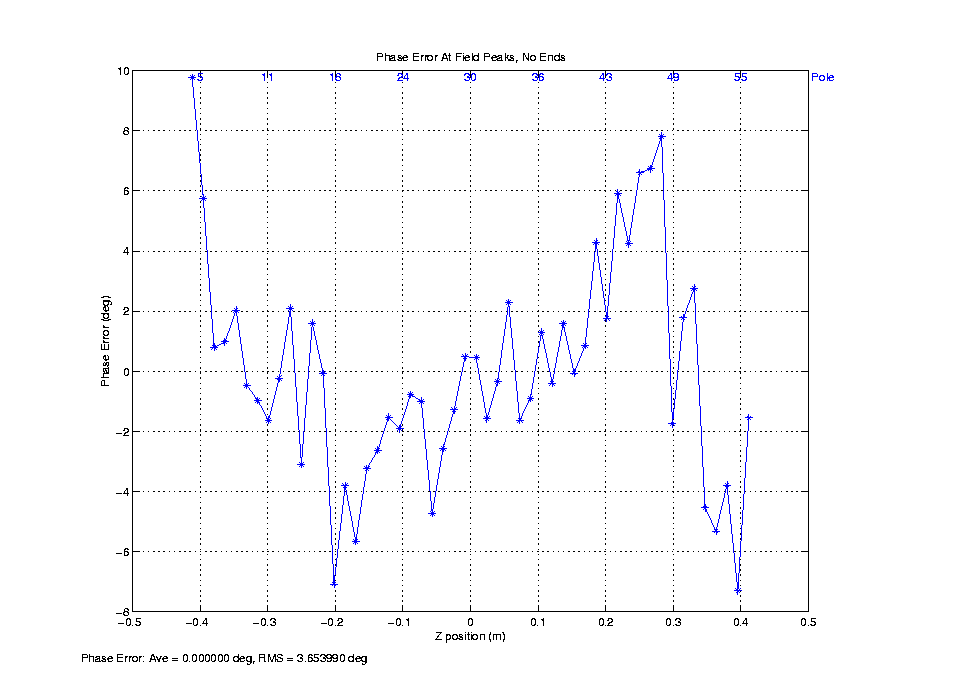 Phase Error At Field Peaks, No Ends
5 11 18 24 30 36 43 49 55 Pole
10
8
6
4
2
0
−2
−4
−6
−8
Phase Error (deg)
−0.5 −0.4 −0.3 −0.2 −0.1 0 0.1 0.2 0.3 0.4 0.5
Z position (m)
Phase Error: Ave = 0.000000 deg, RMS = 3.653990 deg